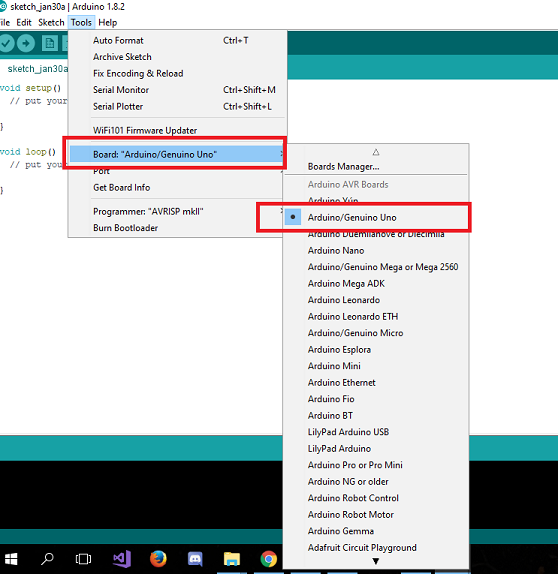 sketch_jan30a | Arduino 1.8.2
File Edit Sketch Tools Help
sketch_jan30a
void setup()
// put your
}
void loop()
// put your
}
Auto Format Ctrl+T
Archive Sketch
Fix Encoding & Reload
Serial Monitor Ctrl+Shift+M
Serial Plotter Ctrl+Shift+L
WiFi101 Firmware Updater
Board: "Arduino/Genuino Uno"
Port
Get Board Info
Programmer: "AVRISP mkII"
Burn Bootloader
Boards Manager...
Arduino AVR Boards
Arduino Yún
Arduino/Genuino Uno
Arduino Duemilanove or Diecimila
Arduino Nano
Arduino/Genuino Mega or Mega 2560
Arduino Mega ADK
Arduino Leonardo
Arduino Leonardo ETH
Arduino/Genuino Micro
Arduino Esplora
Arduino Mini
Arduino Ethernet
Arduino Fio
Arduino BT
LilyPad Arduino USB
LilyPad Arduino
Arduino Pro or Pro Mini
Arduino NG or older
Arduino Robot Control
Arduino Robot Motor
Arduino Gemma
Adafruit Circuit Playground